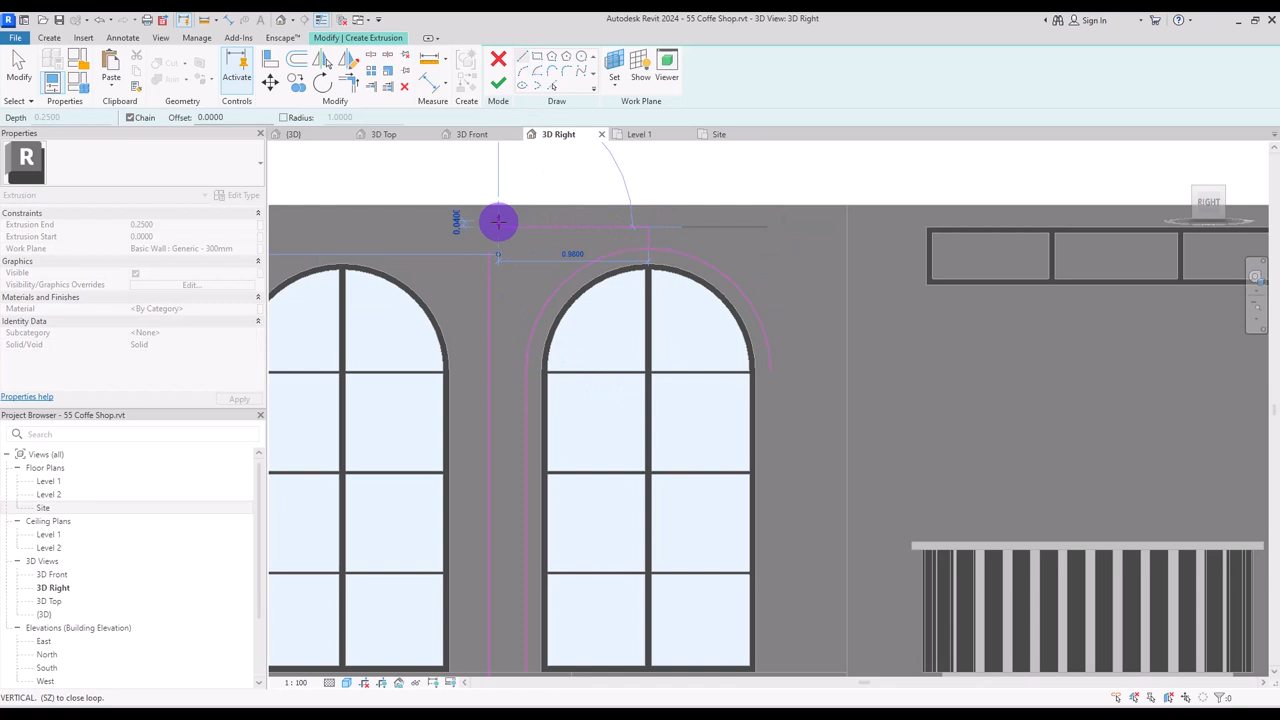 Autodesk Revit 2024 - 55 Coffe Shop.rvt - 3D View: 3D Right
Sign In
File Create Insert Annotate View Manage Add-Ins Enscape™ Modify | Create Extrusion
Modify Paste Cut Join Activate Set Show Viewer
Select Properties Clipboard Geometry Controls Modify Measure Create Mode Draw Work Plane
Depth 0.2500 Chain Offset: 0.0000 Radius: 1.0000
Properties
{3D} 3D Top 3D Front 3D Right Level 1 Site
R
Extrusion Edit Type
Constraints
Extrusion End 0.2500
Extrusion Start 0.0000
Work Plane Basic Wall : Generic - 300mm
Graphics
Visible
Visibility/Graphics Overrides Edit...
Materials and Finishes
Material <By Category>
Identity Data
Subcategory <None>
Solid/Void Solid
Properties help Apply
Project Browser - 55 Coffe Shop.rvt
Search
Views (all)
Floor Plans
Level 1
Level 2
Site
Ceiling Plans
Level 1
Level 2
3D Views
3D Front
3D Right
3D Top
{3D}
Elevations (Building Elevation)
East
North
South
West
0.0400
0.9600
RIGHT
1 : 100
VERTICAL. (SZ) to close loop.
:0